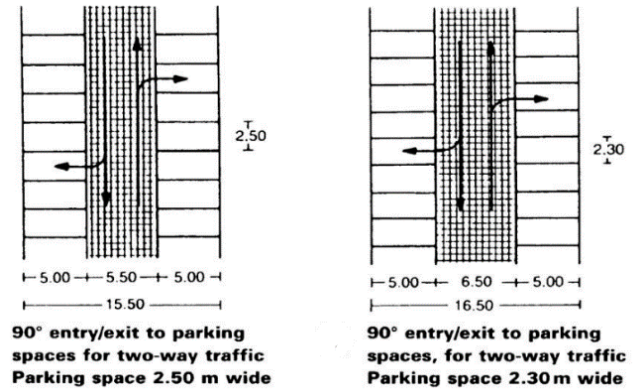 2.50
5.00 5.50 5.00
15.50
90° entry/exit to parking
spaces for two-way traffic
Parking space 2.50 m wide
2.30
5.00 6.50 5.00
16.50
90° entry/exit to parking
spaces, for two-way traffic
Parking space 2.30 m wide